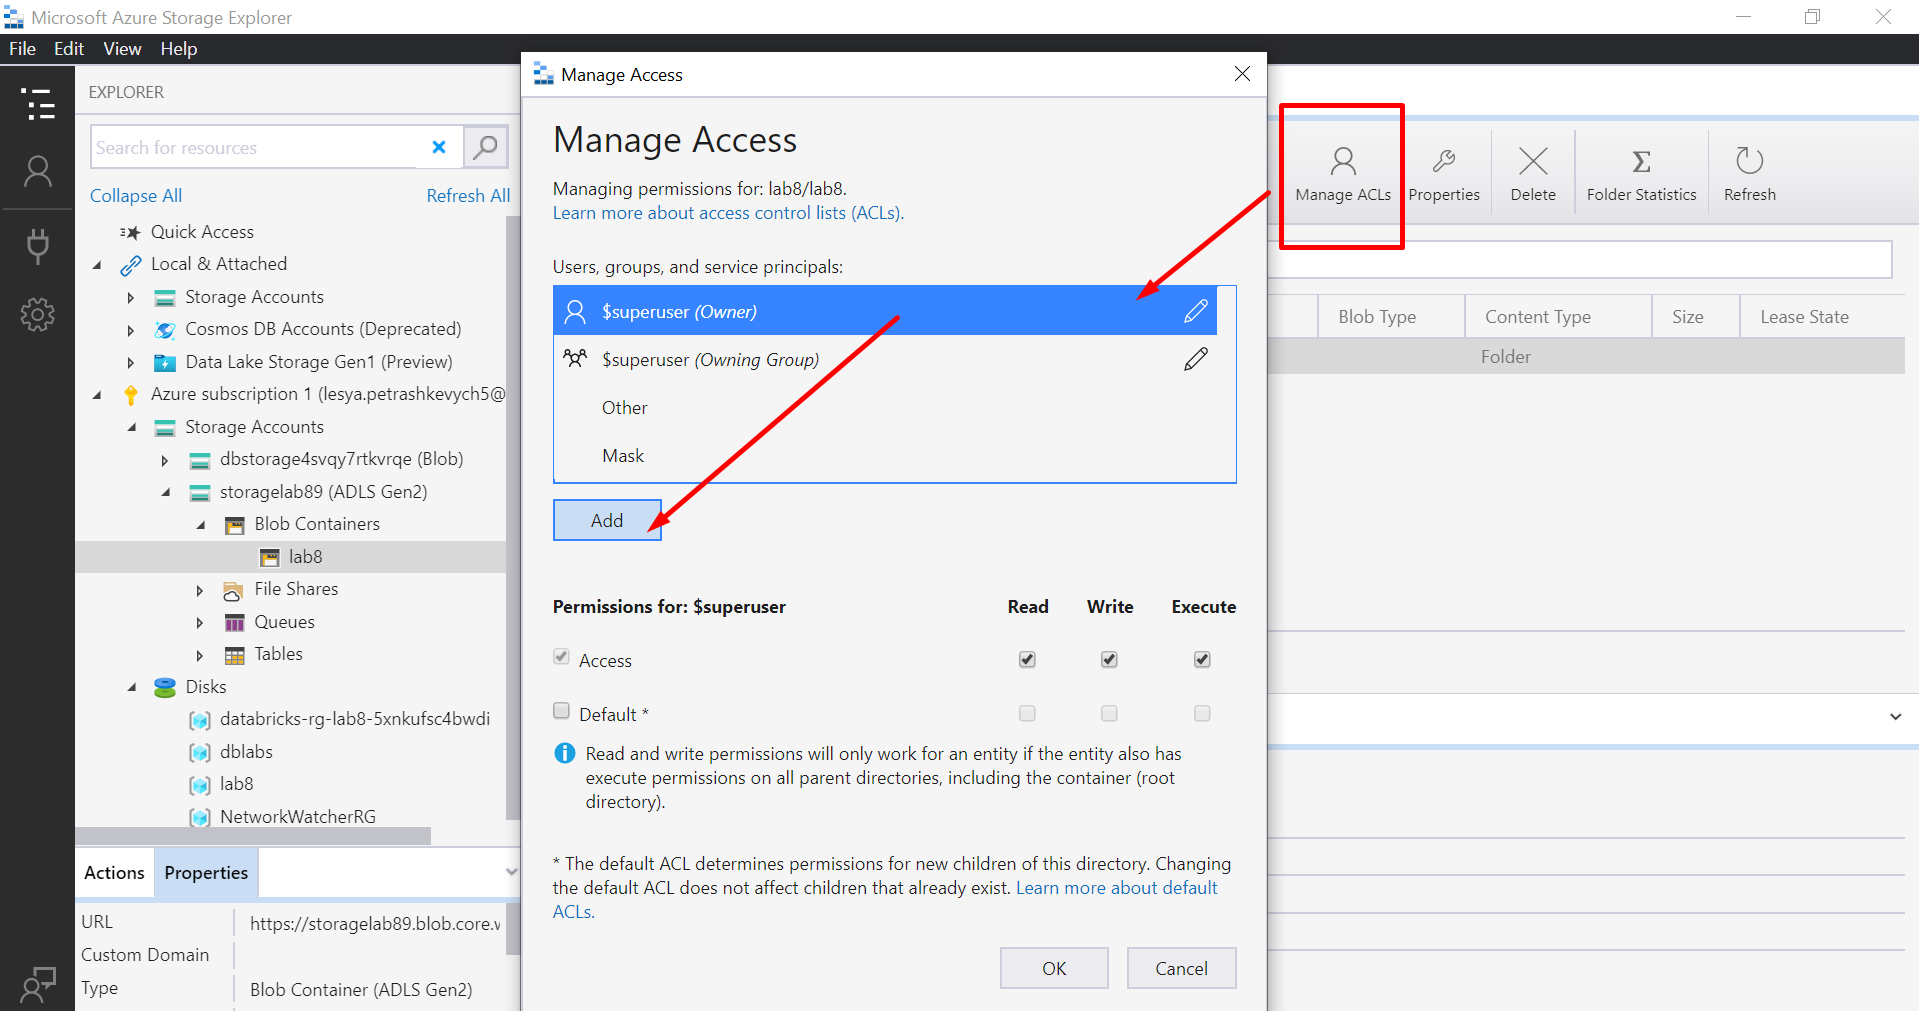 Microsoft Azure Storage Explorer
File Edit View Help
EXPLORER
Search for resources
Collapse All Refresh All
Quick Access
Local & Attached
Storage Accounts
Cosmos DB Accounts (Deprecated)
Data Lake Storage Gen1 (Preview)
Azure subscription 1 (lesya.petrashkevych5@
Storage Accounts
dbstorage4svqy7rtkvrqe (Blob)
storagelab89 (ADLS Gen2)
Blob Containers
lab8
File Shares
Queues
Tables
Disks
databricks-rg-lab8-5xnkufsc4bwdi
dblabs
lab8
NetworkWatcherRG
Actions Properties
URL https://storagelab89.blob.core.v
Custom Domain
Type Blob Container (ADLS Gen2)
Manage Access
Manage Access
Managing permissions for: lab8/lab8.
Learn more about access control lists (ACLs).
Users, groups, and service principals:
$superuser (Owner)
$superuser (Owning Group)
Other
Mask
Add
Permissions for: $superuser Read Write Execute
Access
Default *
Read and write permissions will only work for an entity if the entity also has
execute permissions on all parent directories, including the container (root
directory).
* The default ACL determines permissions for new children of this directory. Changing
the default ACL does not affect children that already exist. Learn more about default
ACLs.
OK Cancel
Manage ACLs Properties Delete Folder Statistics Refresh
Blob Type Content Type Size Lease State
Folder